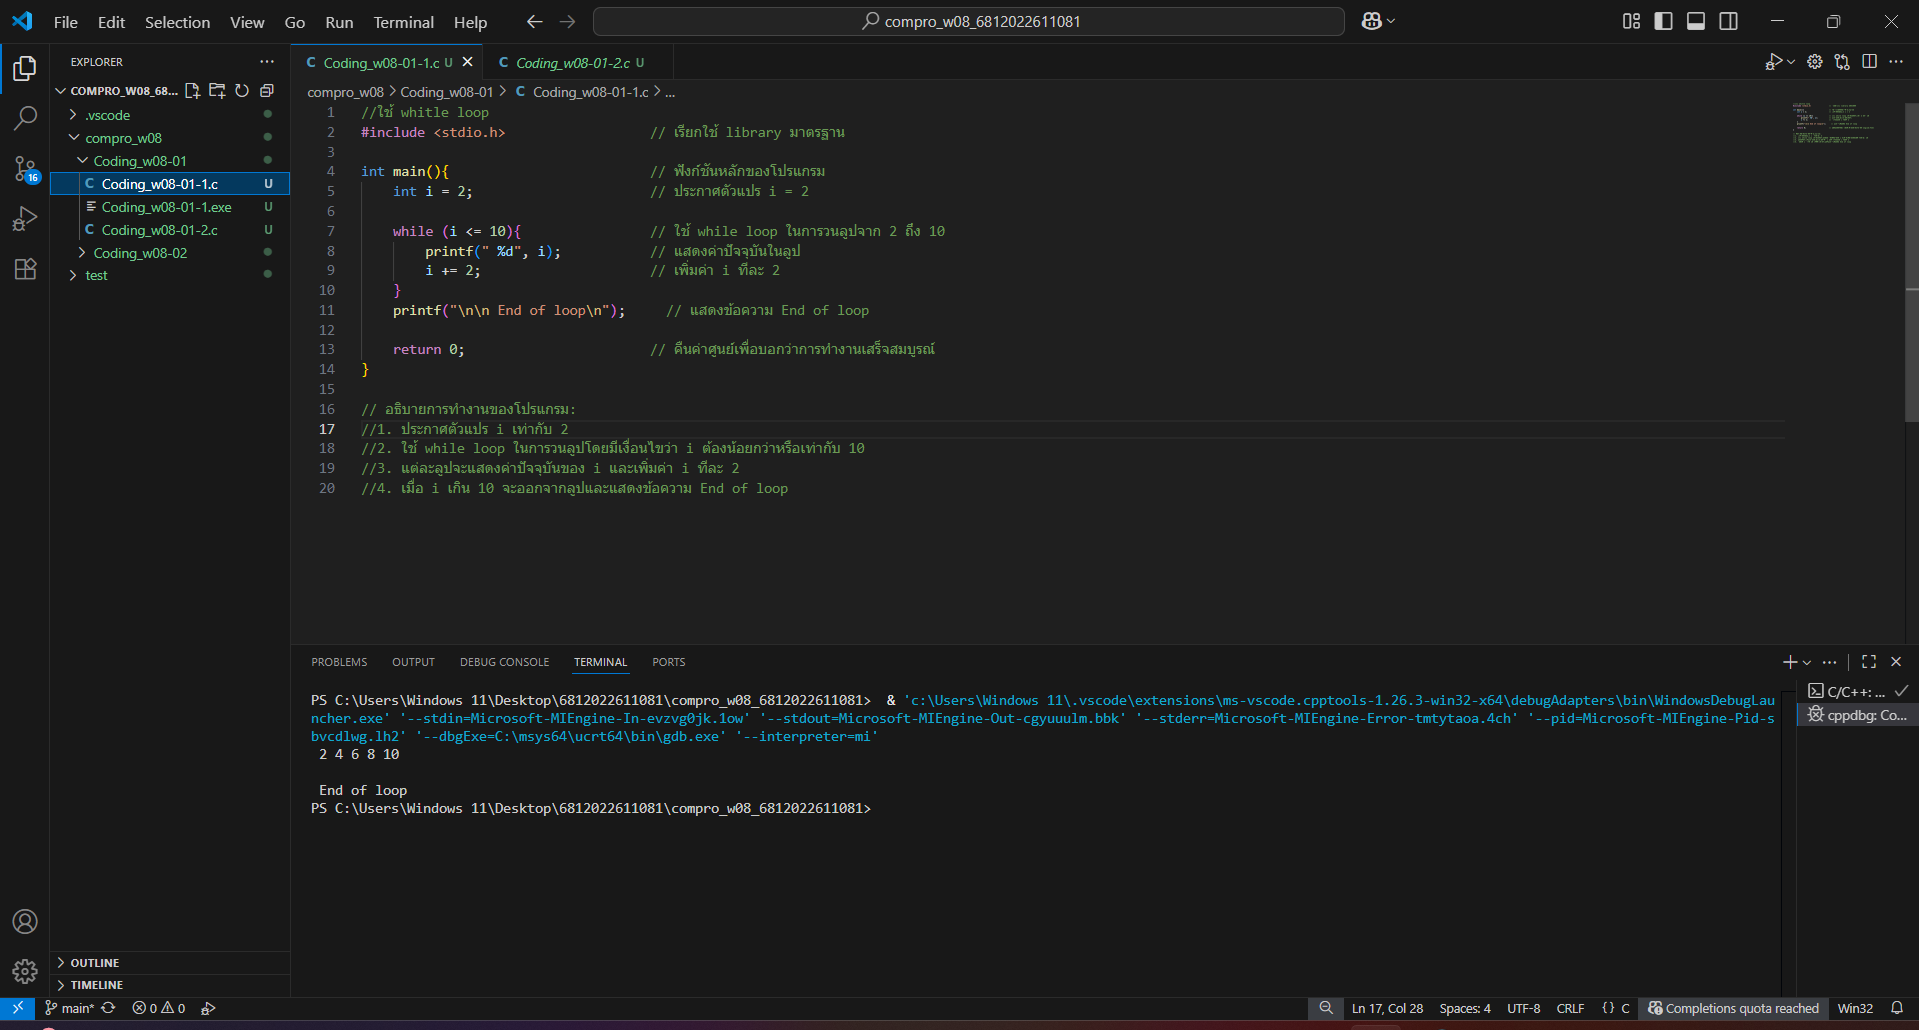 File Edit Selection View Go Run Terminal Help
compro_w08_6812022611081
EXPLORER
COMPRO_W08_68...
.vscode
compro_w08
Coding_w08-01
Coding_w08-01-1.c U
Coding_w08-01-1.exe U
Coding_w08-01-2.c U
Coding_w08-02
test
OUTLINE
TIMELINE
C Coding_w08-01-1.c U
C Coding_w08-01-2.c U
compro_w08 > Coding_w08-01 > C Coding_w08-01-1.c > ...
1 //ใช้ whitle loop
2 #include <stdio.h> // เรียกใช้ library มาตรฐาน
3
4 int main(){ // ฟังก์ชันหลักของโปรแกรม
5 int i = 2; // ประกาศตัวแปร i = 2
6
7 while (i <= 10){ // ใช้ while loop ในการวนลูปจาก 2 ถึง 10
8 printf(" %d", i); // แสดงค่าปัจจุบันในลูป
9 i += 2; // เพิ่มค่า i ทีละ 2
10 }
11 printf("\n\n End of loop\n"); // แสดงข้อความ End of loop
12
13 return 0; // คืนค่าศูนย์เพื่อบอกว่าการทำงานเสร็จสมบูรณ์
14 }
15
16 // อธิบายการทำงานของโปรแกรม:
17 //1. ประกาศตัวแปร i เท่ากับ 2
18 //2. ใช้ while loop ในการวนลูปโดยมีเงื่อนไขว่า i ต้องน้อยกว่าหรือเท่ากับ 10
19 //3. แต่ละลูปจะแสดงค่าปัจจุบันของ i และเพิ่มค่า i ทีละ 2
20 //4. เมื่อ i เกิน 10 จะออกจากลูปและแสดงข้อความ End of loop
PROBLEMS OUTPUT DEBUG CONSOLE TERMINAL PORTS
PS C:\Users\Windows 11\Desktop\6812022611081\compro_w08_6812022611081> & 'c:\Users\Windows 11\.vscode\extensions\ms-vscode.cpptools-1.26.3-win32-x64\debugAdapters\bin\WindowsDebugLau
ncher.exe' '--stdin=Microsoft-MIEngine-In-evzvg0jk.1ow' '--stdout=Microsoft-MIEngine-Out-cgyuuulm.bbk' '--stderr=Microsoft-MIEngine-Error-tmtytaoa.4ch' '--pid=Microsoft-MIEngine-Pid-s
bvcdlwg.lh2' '--dbgExe=C:\msys64\ucrt64\bin\gdb.exe' '--interpreter=mi'
2 4 6 8 10
End of loop
PS C:\Users\Windows 11\Desktop\6812022611081\compro_w08_6812022611081>
C/C++: ...
cppdbg: Co...
16
main* 0 0
Ln 17, Col 28 Spaces: 4 UTF-8 CRLF {} C Completions quota reached Win32